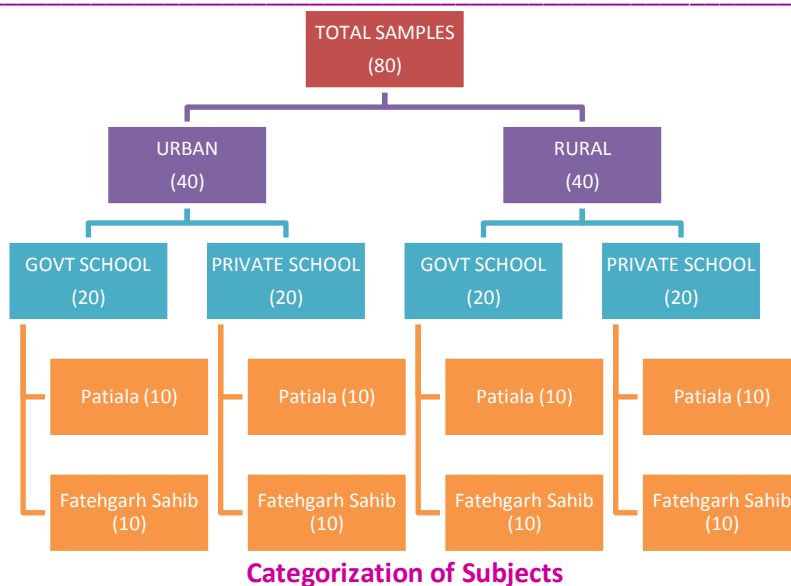 TOTAL SAMPLES
(80)
URBAN
(40)
RURAL
(40)
GOVT SCHOOL
(20)
PRIVATE SCHOOL
(20)
GOVT SCHOOL
(20)
PRIVATE SCHOOL
(20)
Patiala (10)
Patiala (10)
Patiala (10)
Patiala (10)
Fatehgarh Sahib
(10)
Fatehgarh Sahib
(10)
Fatehgarh Sahib
(10)
Fatehgarh Sahib
(10)
Categorization of Subjects